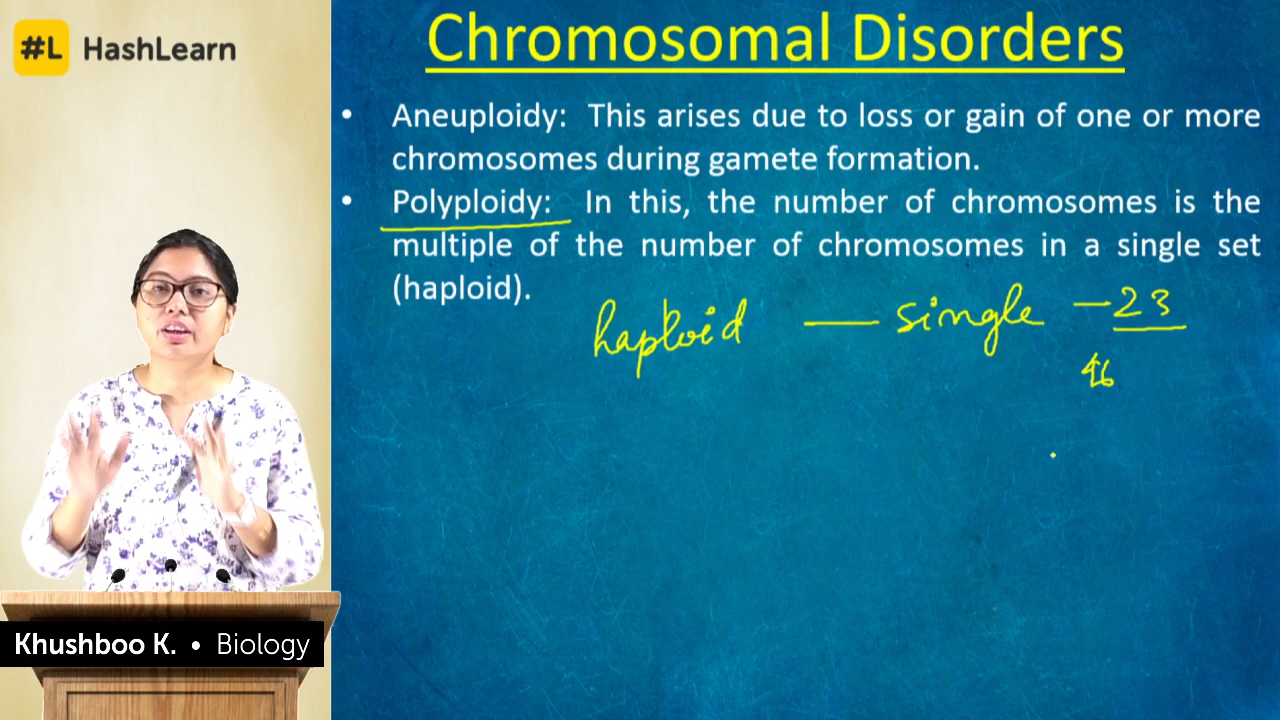 #L HashLearn
Chromosomal Disorders
• Aneuploidy: This arises due to loss or gain of one or more
chromosomes during gamete formation.
• Polyploidy: In this, the number of chromosomes is the
multiple of the number of chromosomes in a single set
(haploid).
haploid — single — 23
46
Khushboo K. • Biology